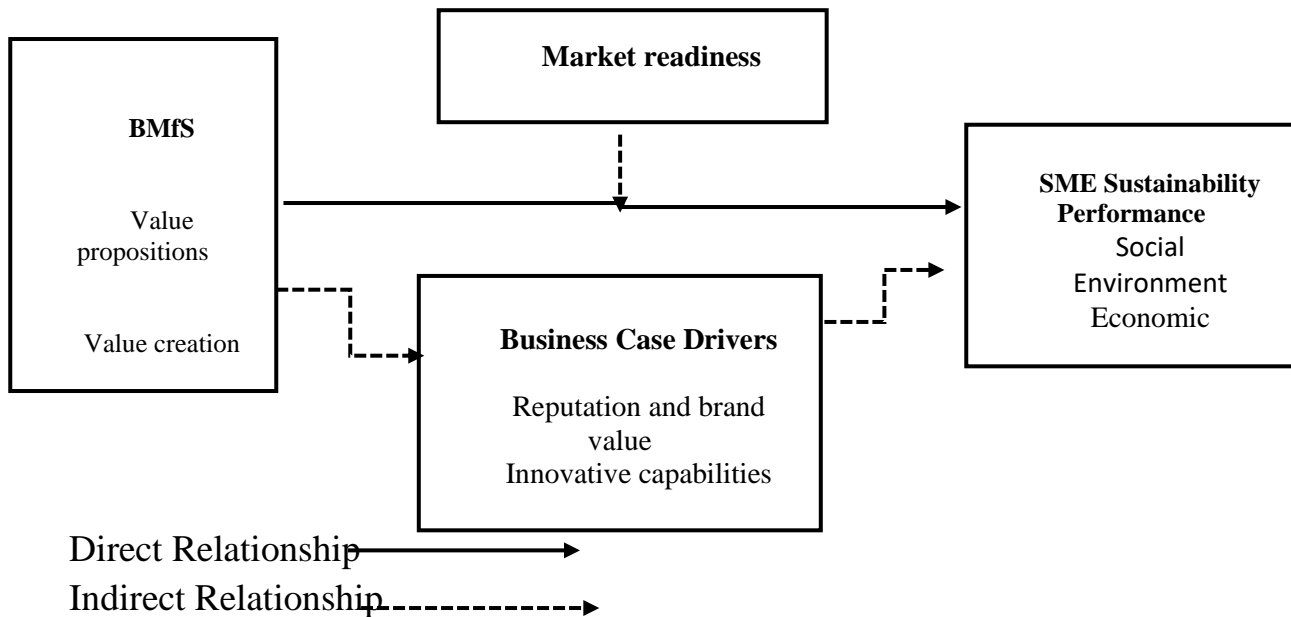 Market readiness
BMfS
Value
propositions
Value creation
SME Sustainability
Performance
Social
Environment
Economic
Business Case Drivers
Reputation and brand
value
Innovative capabilities
Direct Relationship
Indirect Relationship